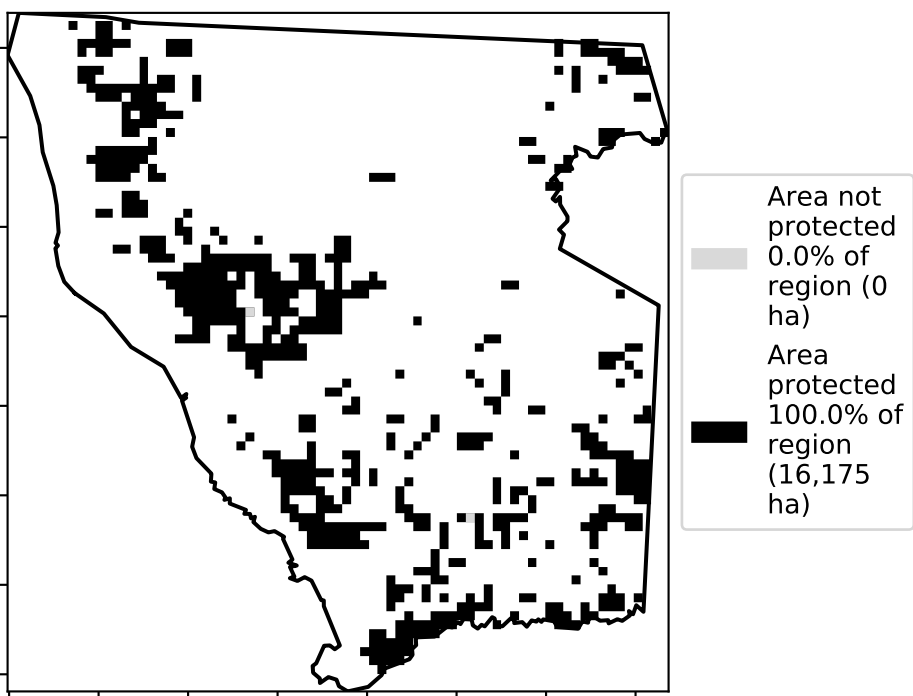 Area not
protected
0.0% of
region (0
ha)
Area
protected
100.0% of
region
(16,175
ha)